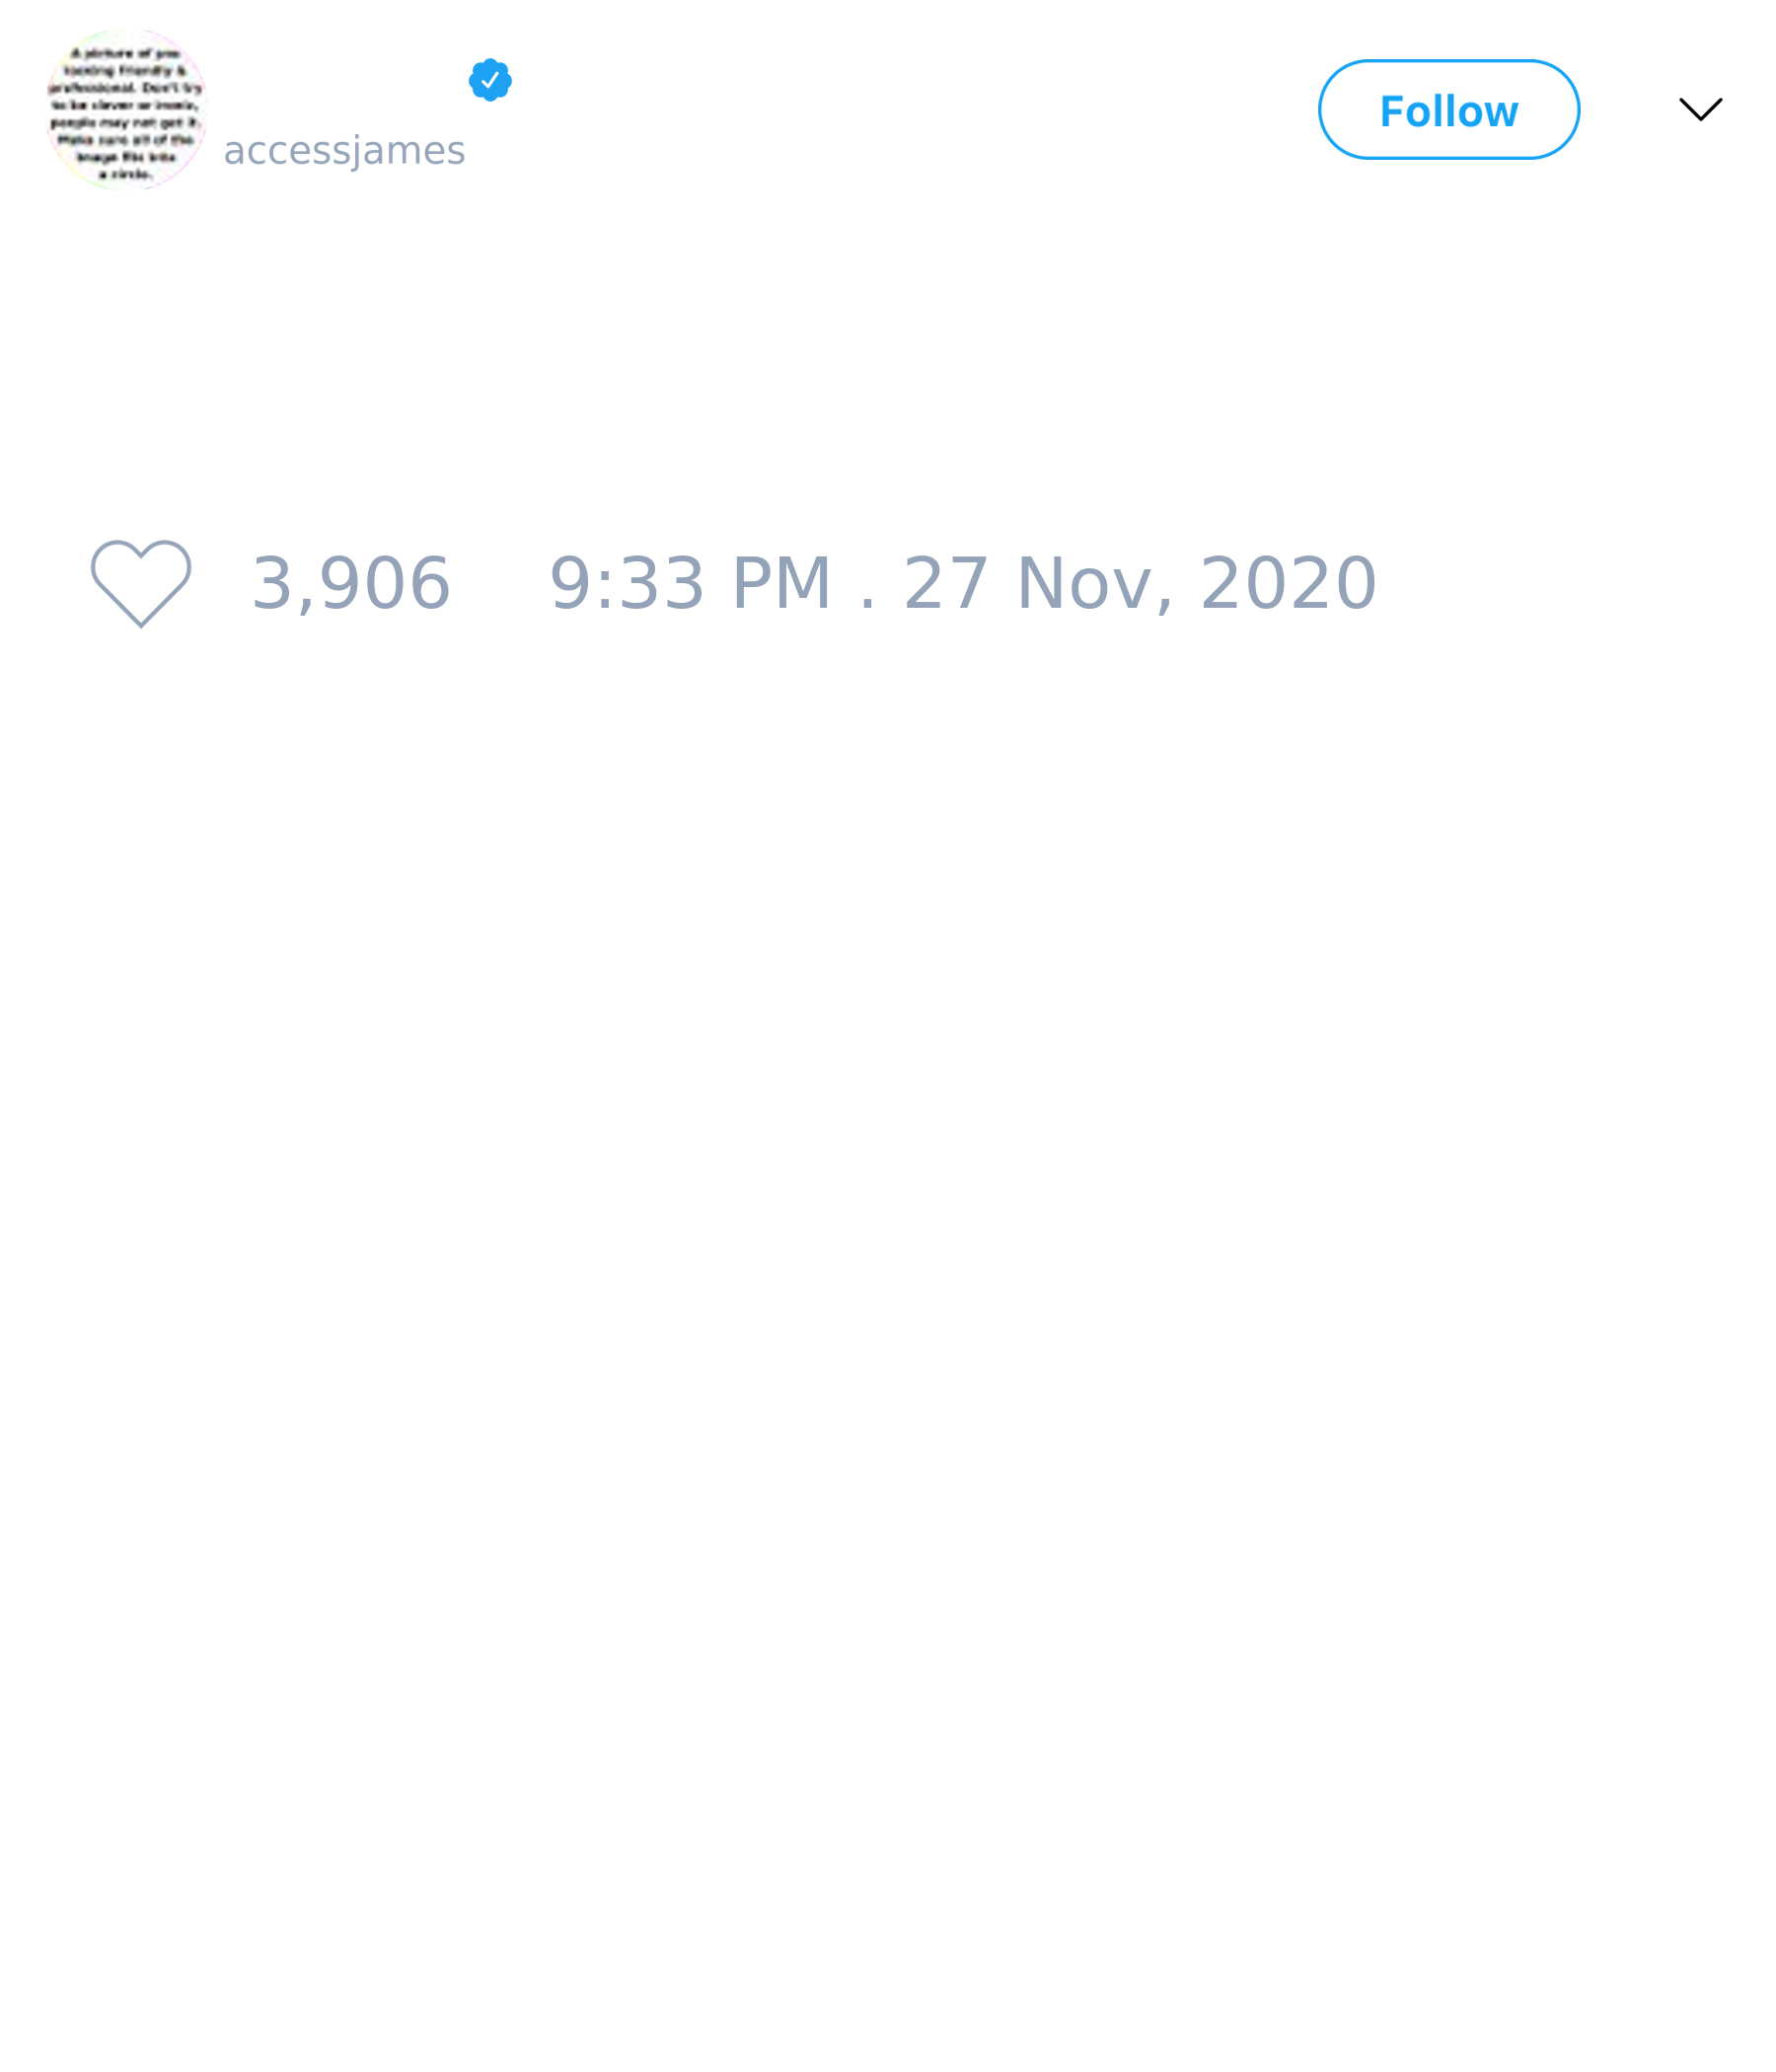 A picture of you
looking friendly &
professional. Don't try
to be clever or ironic,
people may not get it.
Make sure all of the
image fits into
a circle.
accessjames
Follow
3,906 9:33 PM . 27 Nov, 2020